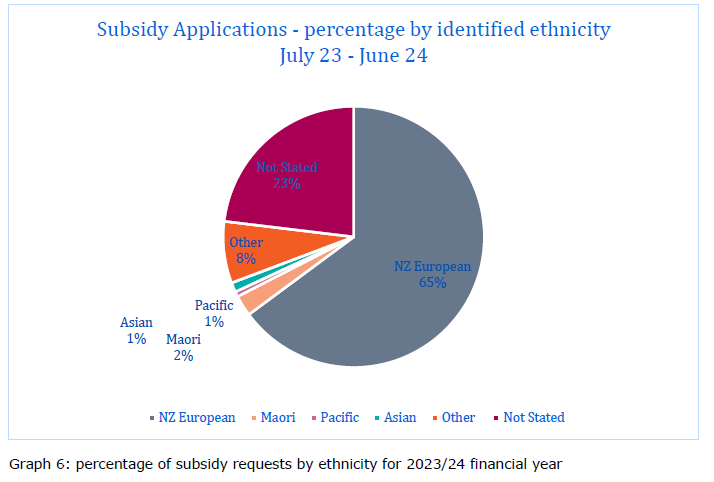 Subsidy Applications - percentage by identified ethnicity
July 23 - June 24
Not Stated
23%
Other
8%
NZ European
65%
Pacific
1%
Asian
1%
Maori
2%
NZ European Maori Pacific Asian Other Not Stated
Graph 6: percentage of subsidy requests by ethnicity for 2023/24 financial year